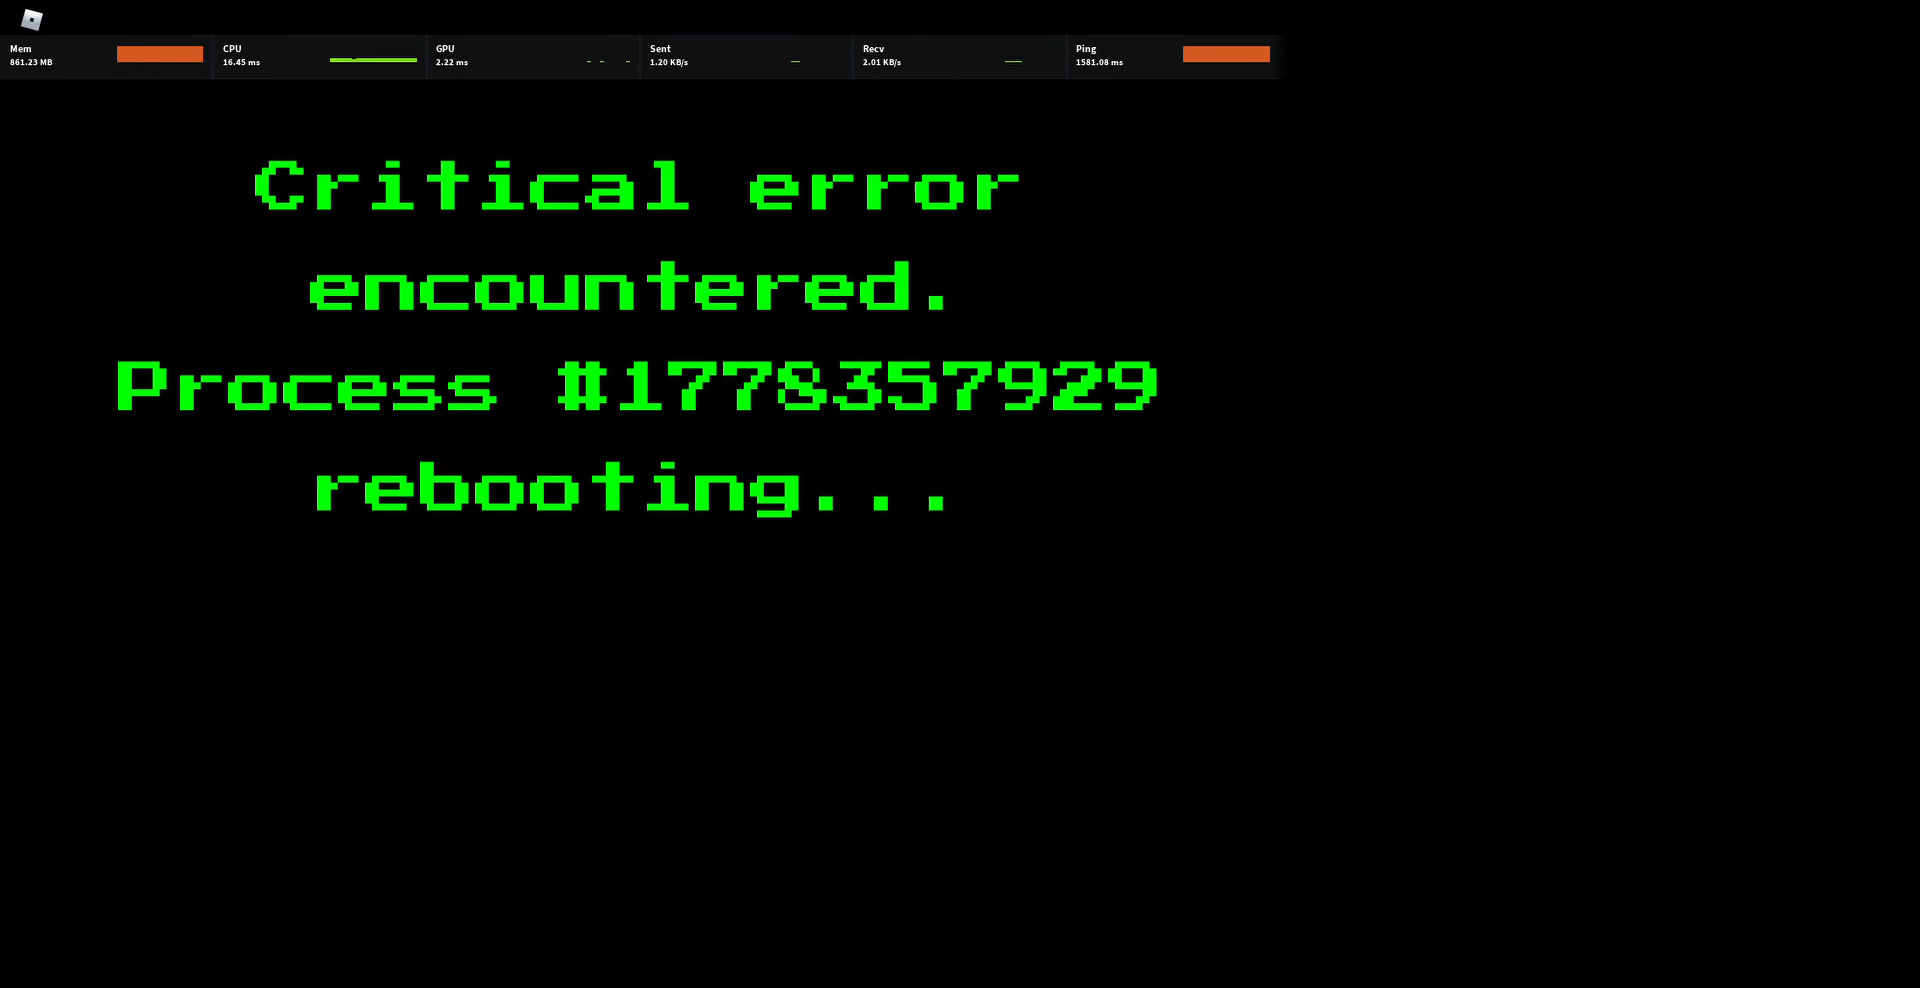 Mem CPU GPU Sent Recv Ping
861.23 MB 16.45 ms 2.22 ms 1.20 KB/s 2.01 KB/s 1581.08 ms
Critical error
encountered.
Process #1778357929
rebooting...